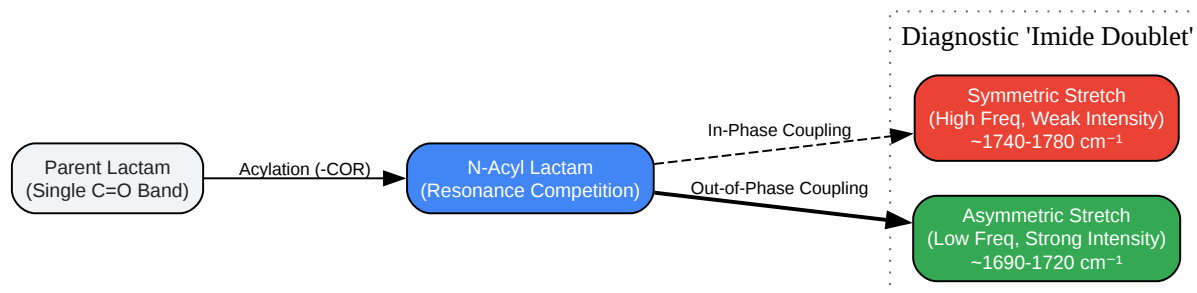 Diagnostic 'Imide Doublet'
Symmetric Stretch
(High Freq, Weak Intensity)
~1740-1780 cm⁻¹
In-Phase Coupling
Parent Lactam
(Single C=O Band)
Acylation (-COR)
N-Acyl Lactam
(Resonance Competition)
Out-of-Phase Coupling
Asymmetric Stretch
(Low Freq, Strong Intensity)
~1690-1720 cm⁻¹